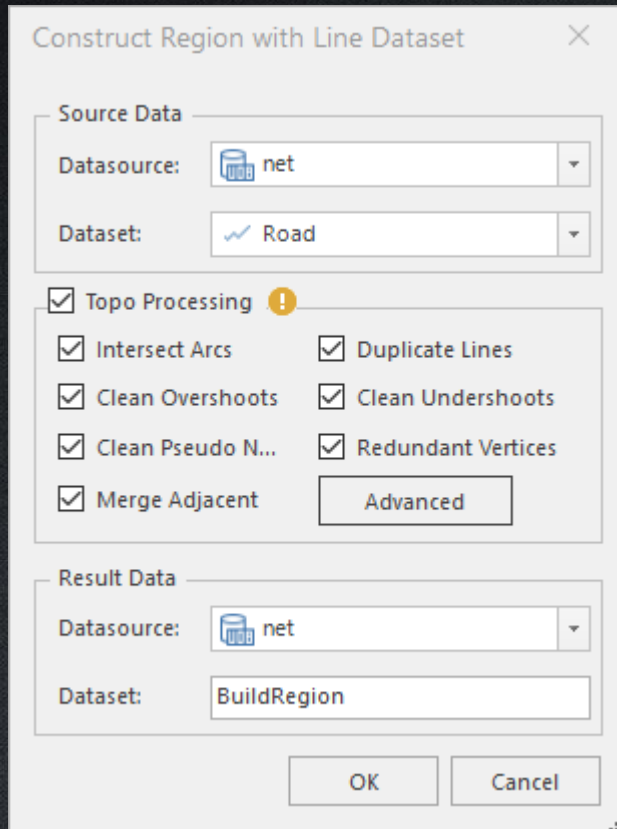 Construct Region with Line Dataset
Source Data
Datasource: net
Dataset: Road
Topo Processing
Intersect Arcs Duplicate Lines
Clean Overshoots Clean Undershoots
Clean Pseudo N... Redundant Vertices
Merge Adjacent Advanced
Result Data
Datasource: net
Dataset: BuildRegion
OK Cancel